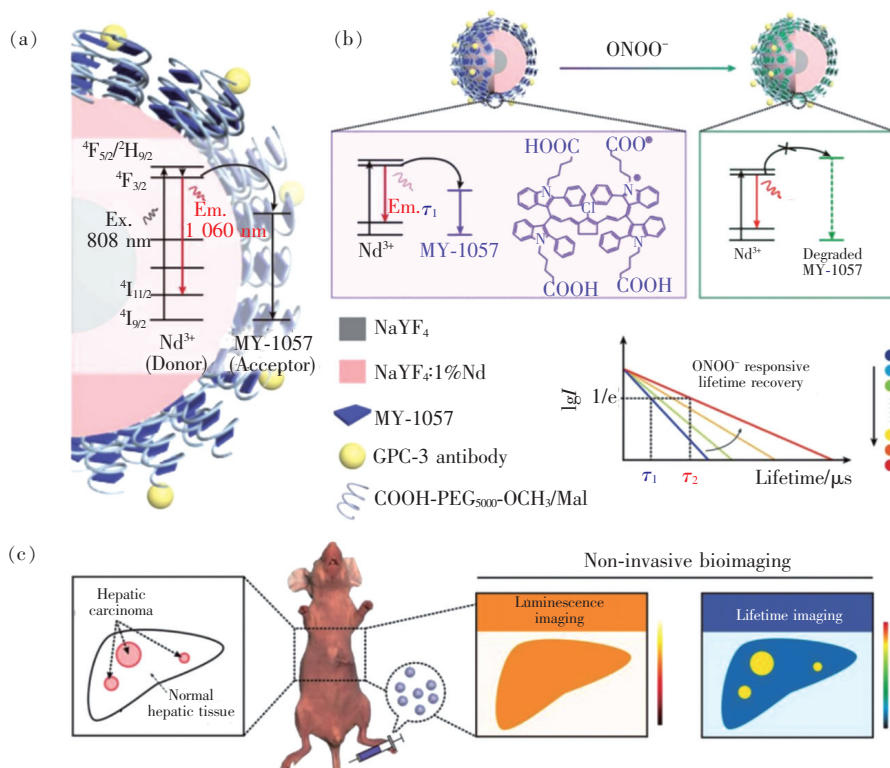 (a)
⁴F₅/₂/²H₉/₂
⁴F₃/₂
Ex.
808 nm
Em.
1 060 nm
⁴I₁₁/₂
⁴I₉/₂
Nd³⁺
(Donor)
MY-1057
(Acceptor)
(b)
ONOO⁻
Em.τ₁
Nd³⁺
MY-1057
HOOC
COO⊖
N
N⊕
Cl
N
N
COOH
COOH
Nd³⁺
Degraded
MY-1057
NaYF₄
NaYF₄:1%Nd
MY-1057
GPC-3 antibody
COOH-PEG₅₀₀₀-OCH₃/Mal
lgI
1/e
ONOO⁻ responsive
lifetime recovery
τ₁
τ₂
Lifetime/μs
(c)
Hepatic
carcinoma
Normal
hepatic tissue
Non-invasive bioimaging
Luminescence
imaging
Lifetime imaging